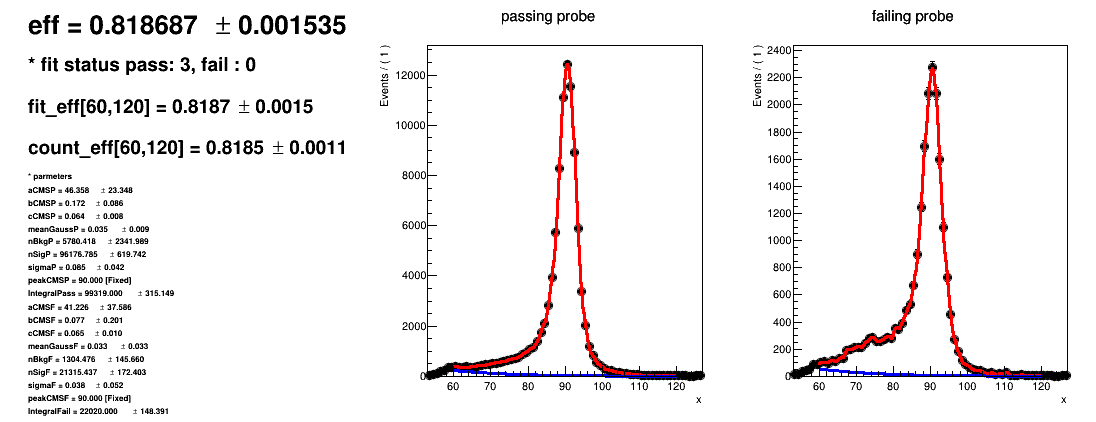 eff = 0.818687 ± 0.001535
* fit status pass: 3, fail : 0
fit_eff[60,120] = 0.8187 ± 0.0015
count_eff[60,120] = 0.8185 ± 0.0011
* parmeters
aCMSP = 46.358 ± 23.348
bCMSP = 0.172 ± 0.086
cCMSP = 0.064 ± 0.008
meanGaussP = 0.035 ± 0.009
nBkgP = 5780.418 ± 2341.989
nSigP = 96176.785 ± 619.742
sigmaP = 0.085 ± 0.042
peakCMSP = 90.000 [Fixed]
IntegralPass = 99319.000 ± 315.149
aCMSF = 41.226 ± 37.586
bCMSF = 0.077 ± 0.201
cCMSF = 0.065 ± 0.010
meanGaussF = 0.033 ± 0.033
nBkgF = 1304.476 ± 145.660
nSigF = 21315.437 ± 172.403
sigmaF = 0.038 ± 0.052
peakCMSF = 90.000 [Fixed]
IntegralFail = 22020.000 ± 148.391
passing probe
Events / ( 1 )
12000
10000
8000
6000
4000
2000
0
60 70 80 90 100 110 120
x
failing probe
Events / ( 1 )
2400
2200
2000
1800
1600
1400
1200
1000
800
600
400
200
0
60 70 80 90 100 110 120
x